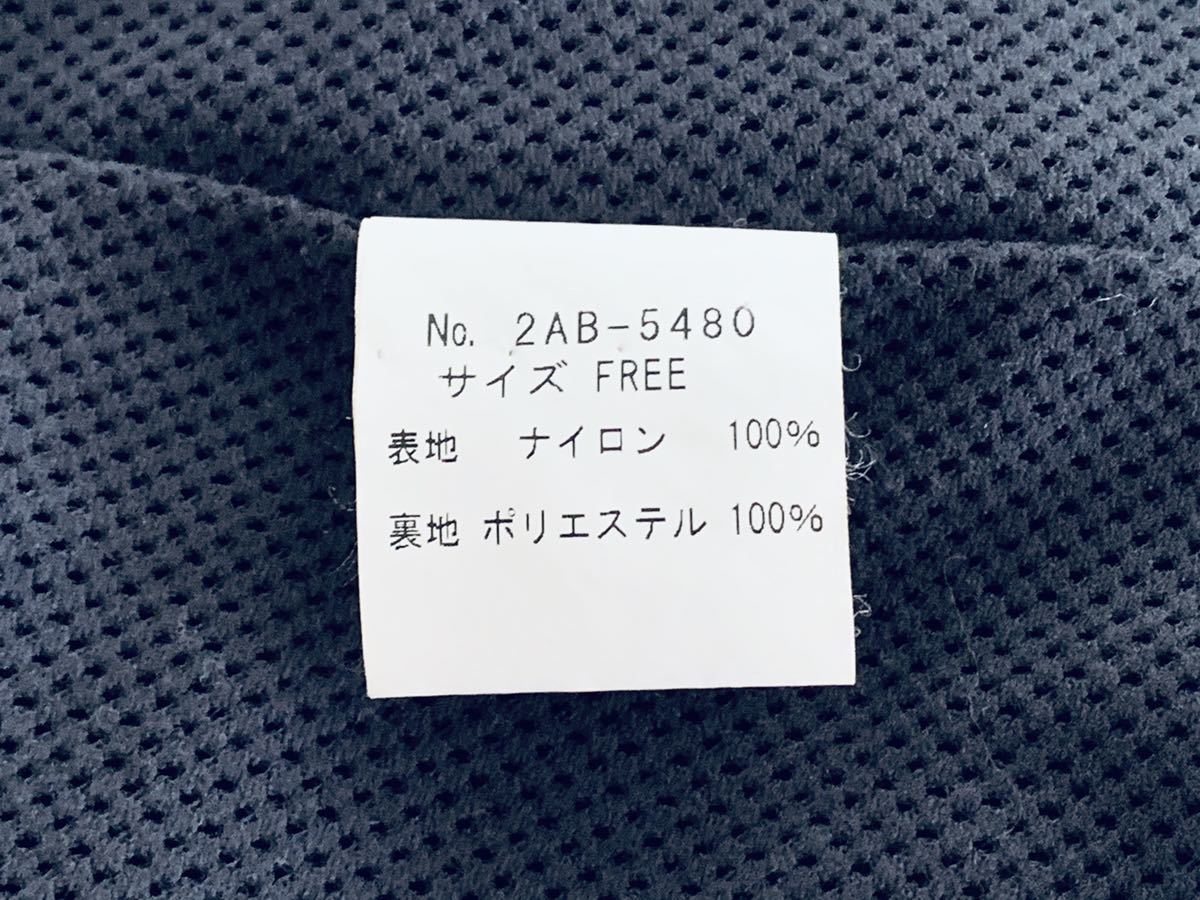 No. 2AB-5480
サイズ FREE
表地 ナイロン 100%
裏地 ポリエステル 100%